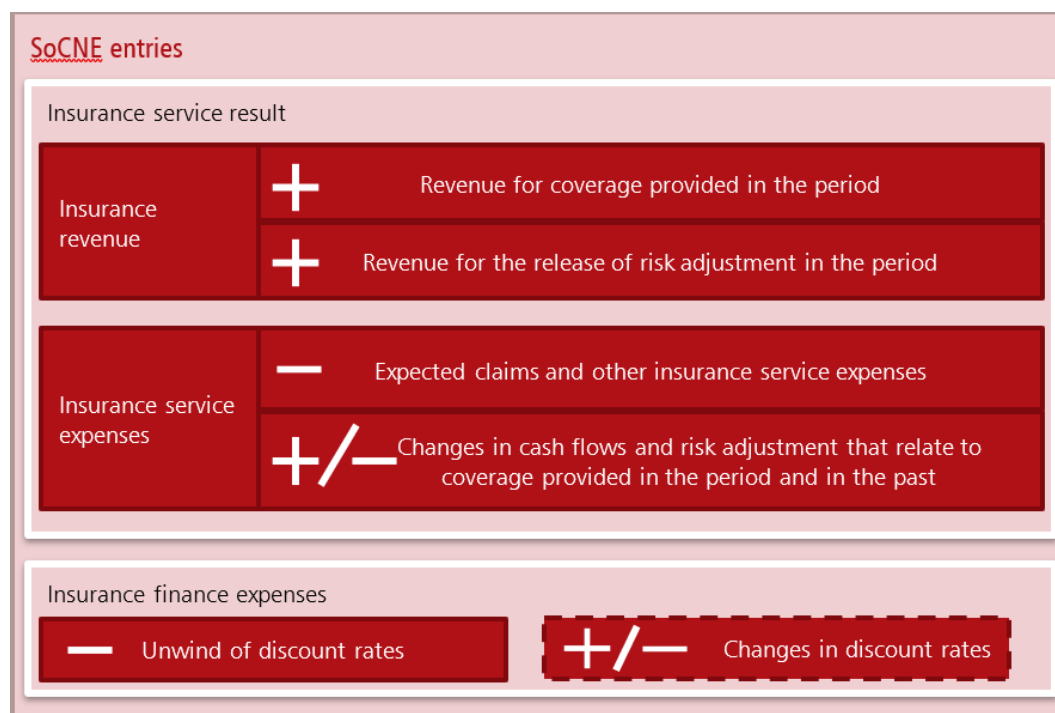 SoCNE entries
Insurance service result
Insurance
revenue
+ Revenue for coverage provided in the period
+ Revenue for the release of risk adjustment in the period
Insurance service
expenses
− Expected claims and other insurance service expenses
+/− Changes in cash flows and risk adjustment that relate to
coverage provided in the period and in the past
Insurance finance expenses
− Unwind of discount rates
+/− Changes in discount rates